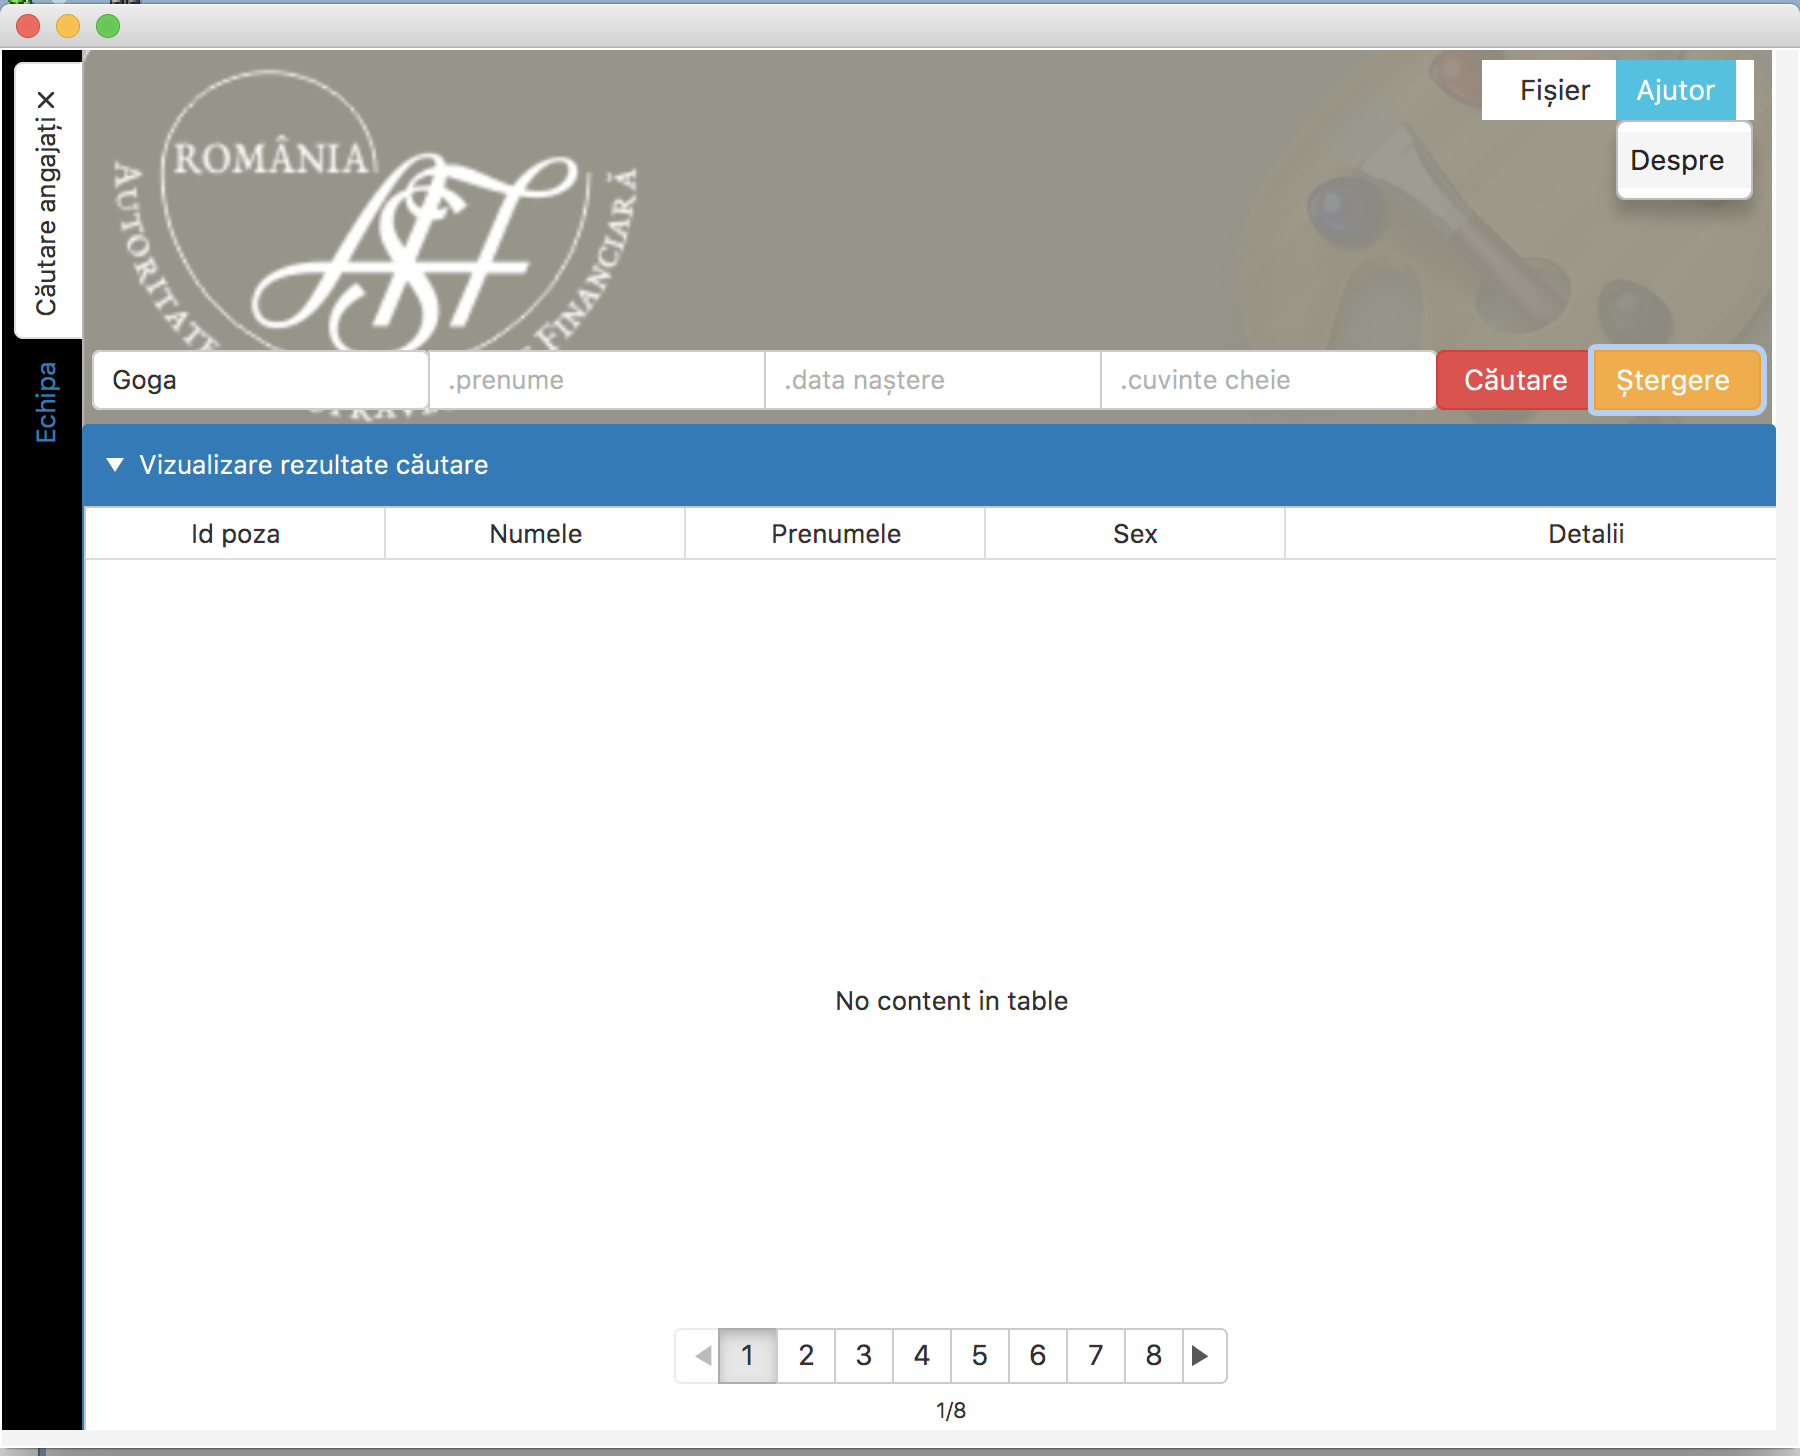 Căutare angajați
Echipa
ROMÂNIA
AUTORITATE
FINANCIARĂ
ASF
Fișier Ajutor
Despre
Goga .prenume .data naștere .cuvinte cheie Căutare Ștergere
Vizualizare rezultate căutare
Id poza Numele Prenumele Sex Detalii
No content in table
1 2 3 4 5 6 7 8
1/8